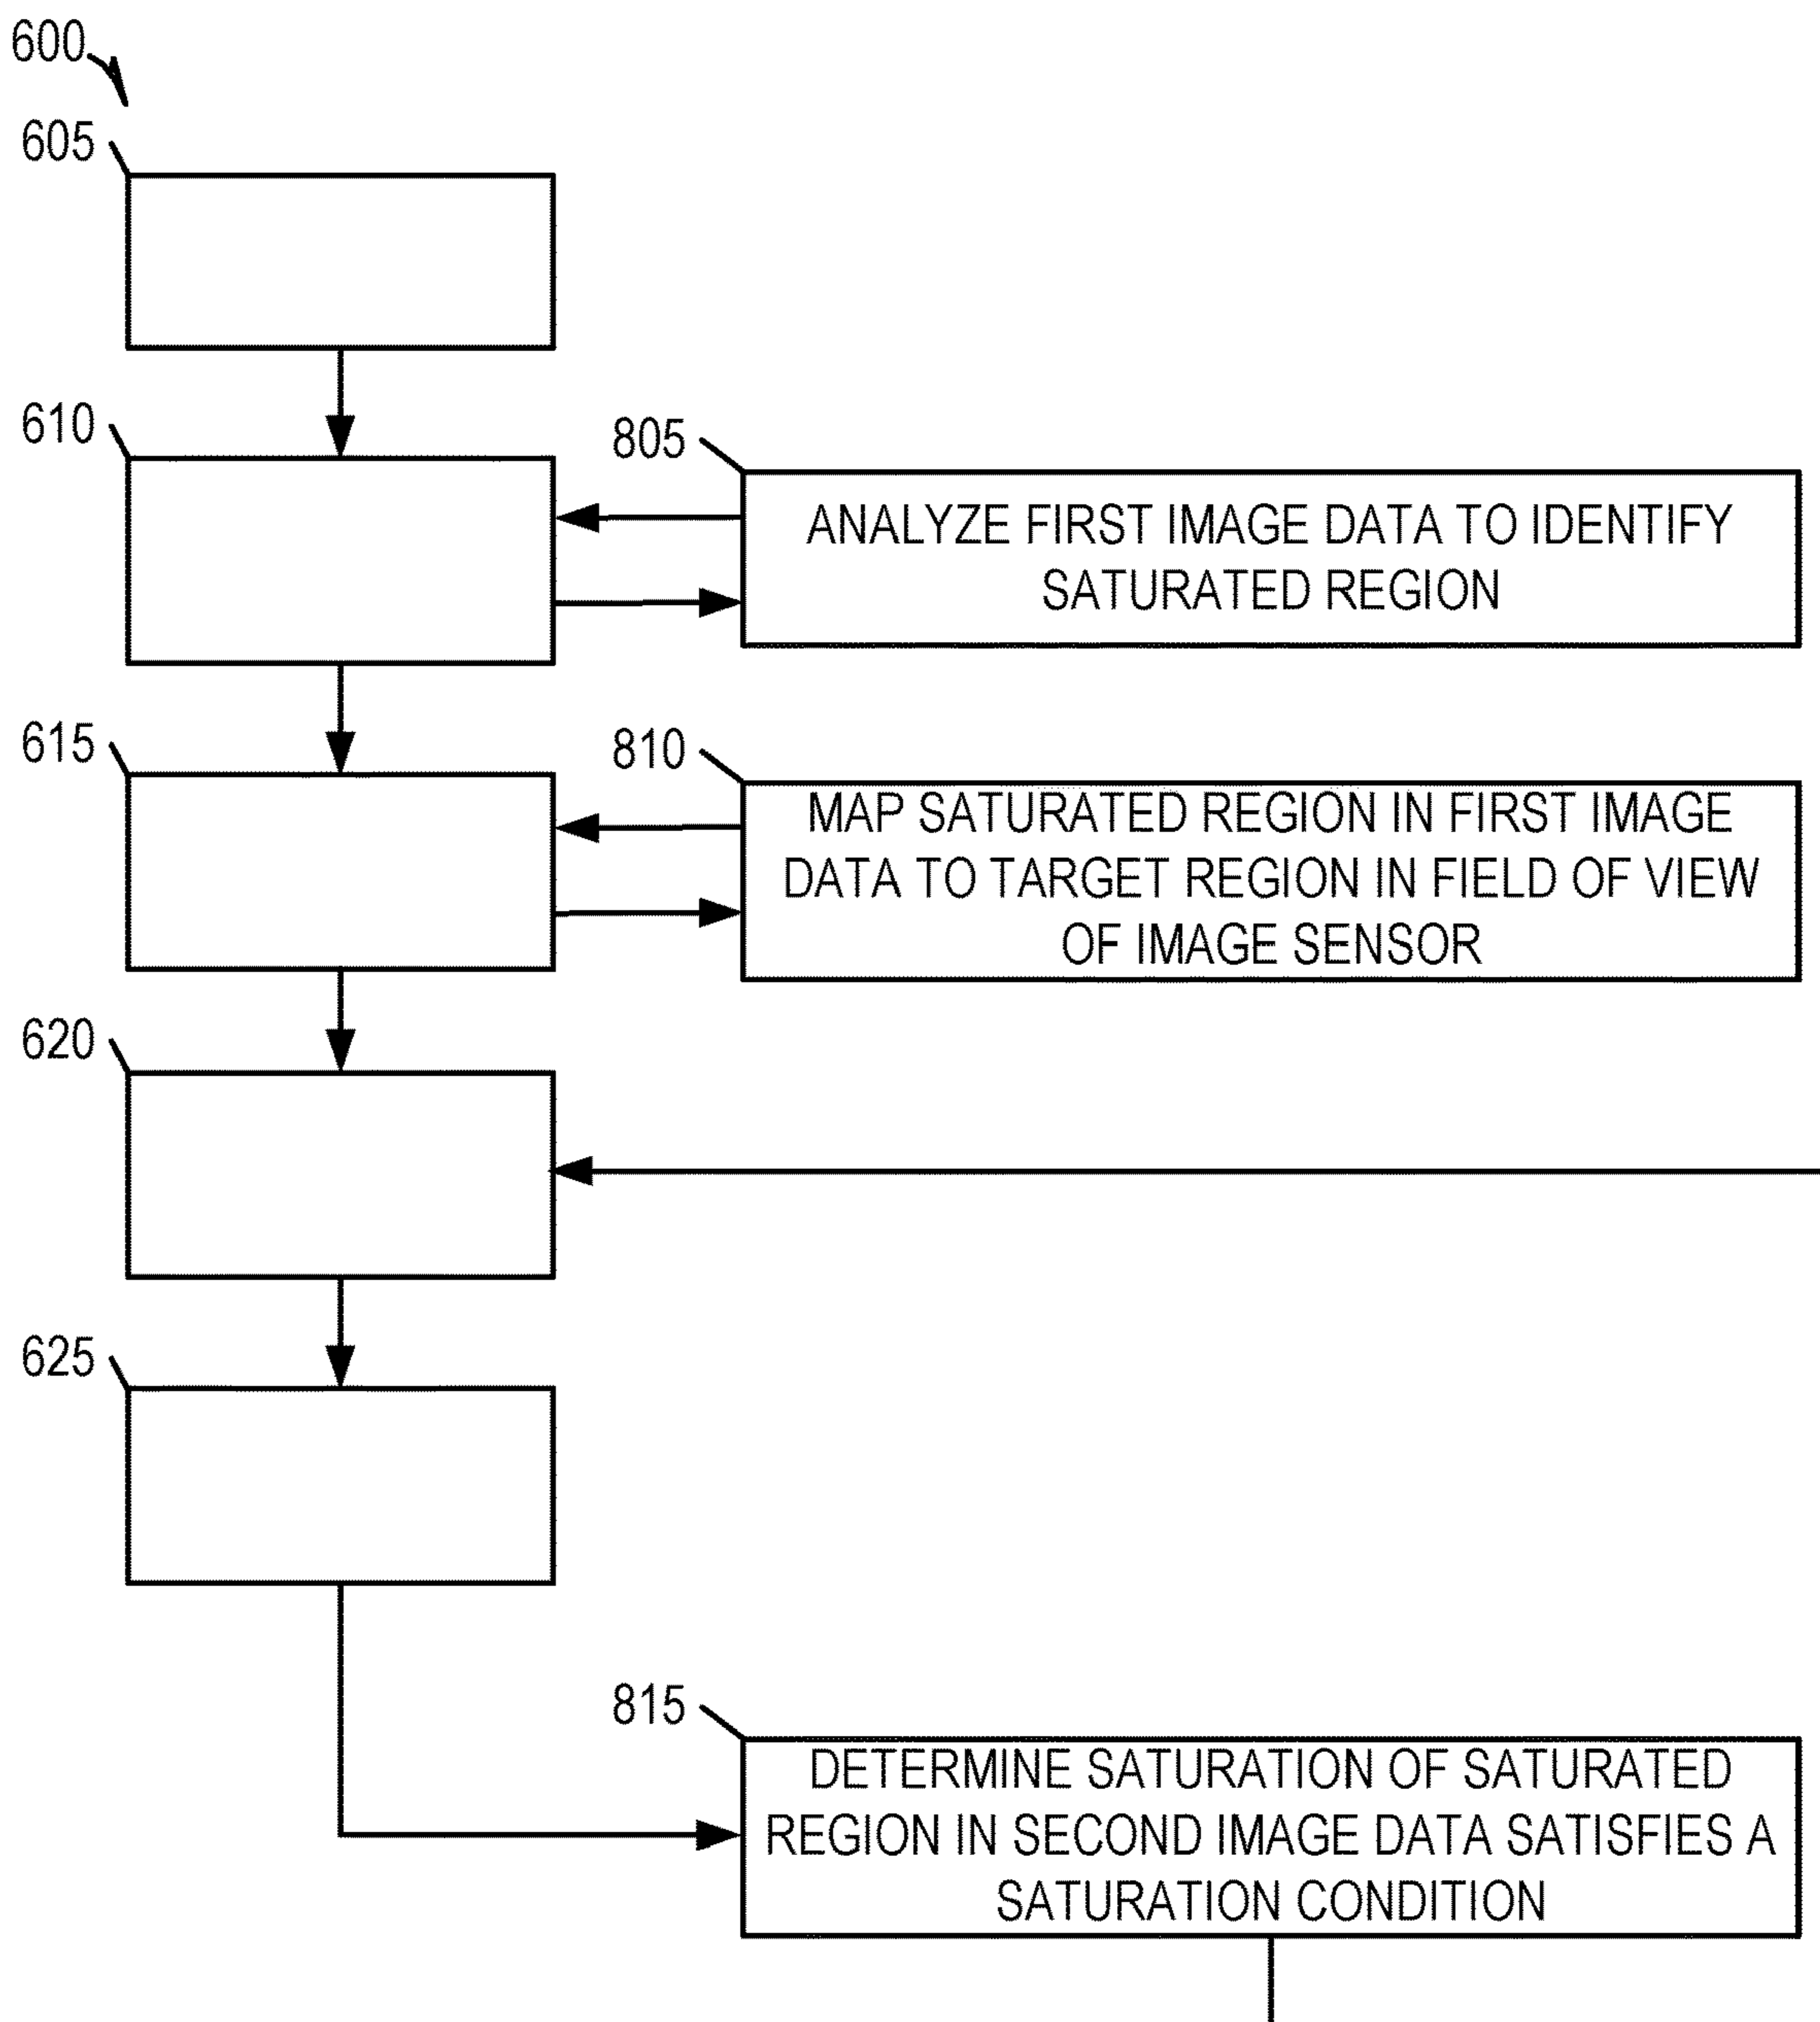 600
605
610
805
ANALYZE FIRST IMAGE DATA TO IDENTIFY
SATURATED REGION
615
810
MAP SATURATED REGION IN FIRST IMAGE
DATA TO TARGET REGION IN FIELD OF VIEW
OF IMAGE SENSOR
620
625
815
DETERMINE SATURATION OF SATURATED
REGION IN SECOND IMAGE DATA SATISFIES A
SATURATION CONDITION